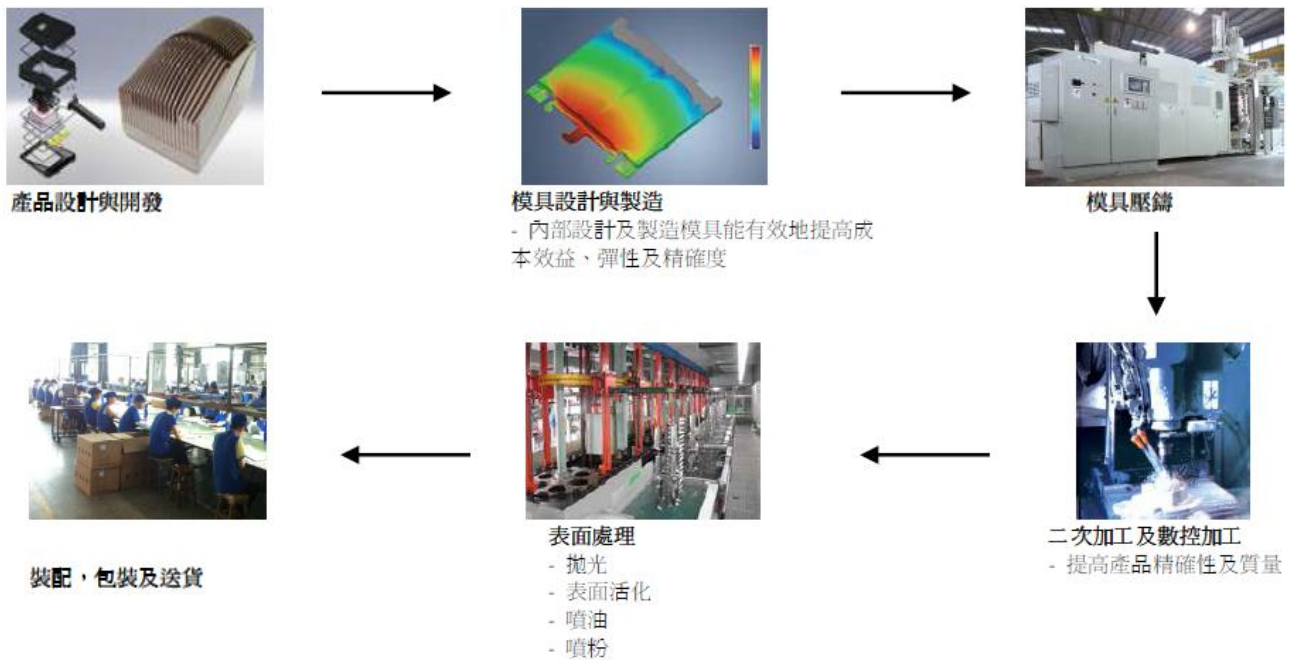 產品設計與開發
模具設計與製造
- 內部設計及製造模具能有效地提高成
本效益、彈性及精確度
模具壓鑄
二次加工及數控加工
- 提高產品精確性及質量
表面處理
- 拋光
- 表面活化
- 噴油
- 噴粉
裝配，包裝及送貨